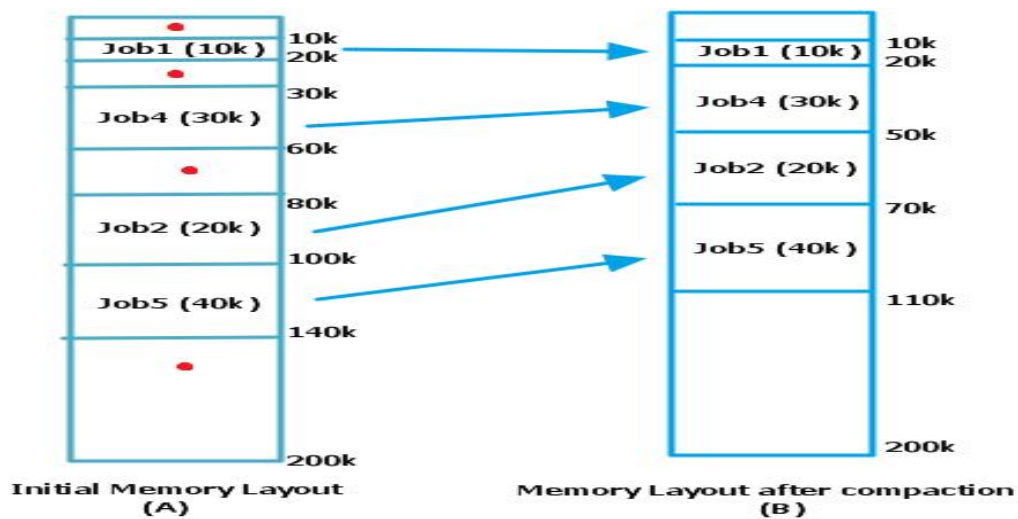 10k
Job1 (10k)
20k
30k
Job4 (30k)
60k
80k
Job2 (20k)
100k
Job5 (40k)
140k
200k
Initial Memory Layout
(A)
10k
Job1 (10k)
20k
Job4 (30k)
50k
Job2 (20k)
70k
Job5 (40k)
110k
200k
Memory Layout after compaction
(B)